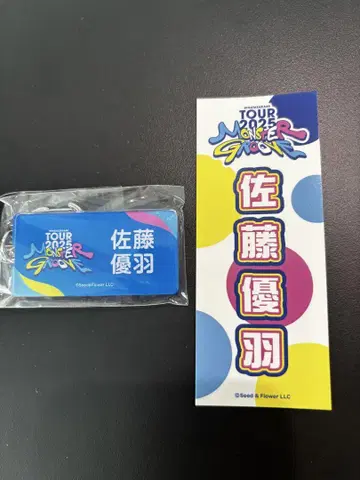 TOUR
2025
MONSTER
GROOVE
佐藤
優羽
©Seed&Flower LLC
TOUR
2025
MONSTER
GROOVE
佐藤優羽
©Seed & Flower LLC